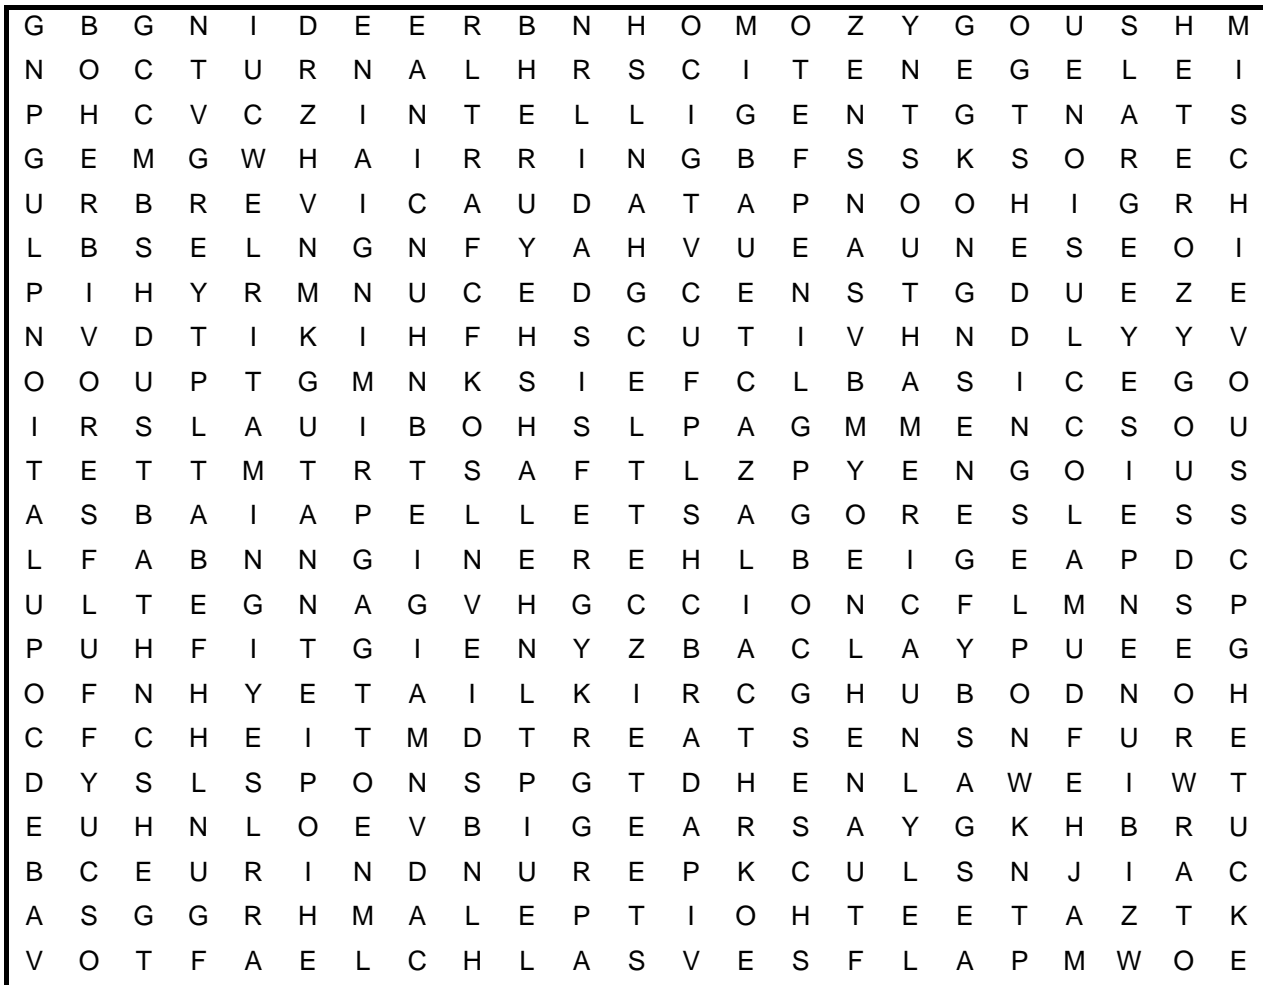 G B G N I D E E R B N H O M O Z Y G O U S H M
N O C T U R N A L H R S C I T E N E G E L E I
P H C V C Z I N T E L L I G E N T G T N A T S
G E M G W H A I R R I N G B F S S K S O R E C
U R B R E V I C A U D A T A P N O O H I G R H
L B S E L N G N F Y A H V U E A U N E S E O I
P I H Y R M N U C E D G C E N S T G D U E Z E
N V D T I K I H F H S C U T I V H N D L Y Y V
O O U P T G M N K S I E F C L B A S I C E G O
I R S L A U I B O H S L P A G M M E N C S O U
T E T T M T R T S A F T L Z P Y E N G O I U S
A S B A I A P E L L E T S A G O R E S L E S S
L F A B N N G I N E R E H L B E I G E A P D C
U L T E G N A G V H G C C I O N C F L M N S P
P U H F I T G I E N Y Z B A C L A Y P U E E G
O F N H Y E T A I L K I R C G H U B O D N O H
C F C H E I T M D T R E A T S E N S N F U R E
D Y S L S P O N S P G T D H E N L A W E I W T
E U H N L O E V B I G E A R S A Y G K H B R U
B C E U R I N D N U R E P K C U L S N J I A C
A S G G R H M A L E P T I O H T E E T A Z T K
V O T F A E L C H L A S V E S F L A P M W O E